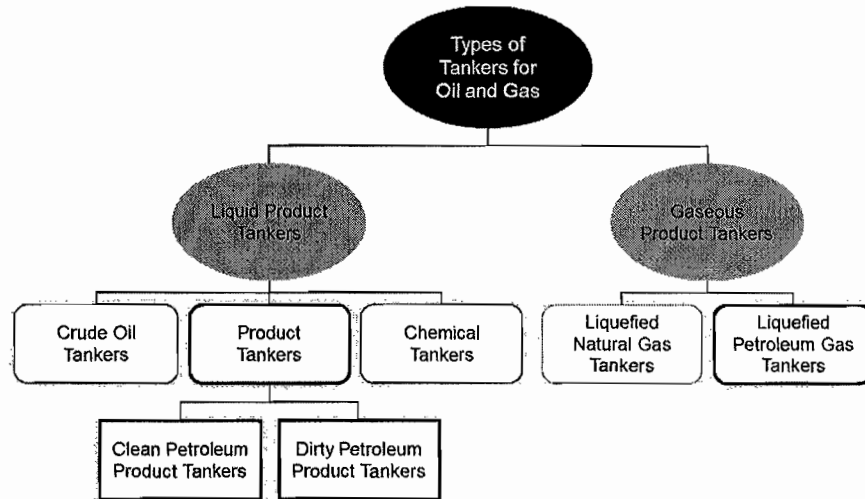 Types of
Tankers for
Oil and Gas
Liquid Product
Tankers
Gaseous
Product Tankers
Crude Oil
Tankers
Product
Tankers
Chemical
Tankers
Liquefied
Natural Gas
Tankers
Liquefied
Petroleum Gas
Tankers
Clean Petroleum
Product Tankers
Dirty Petroleum
Product Tankers